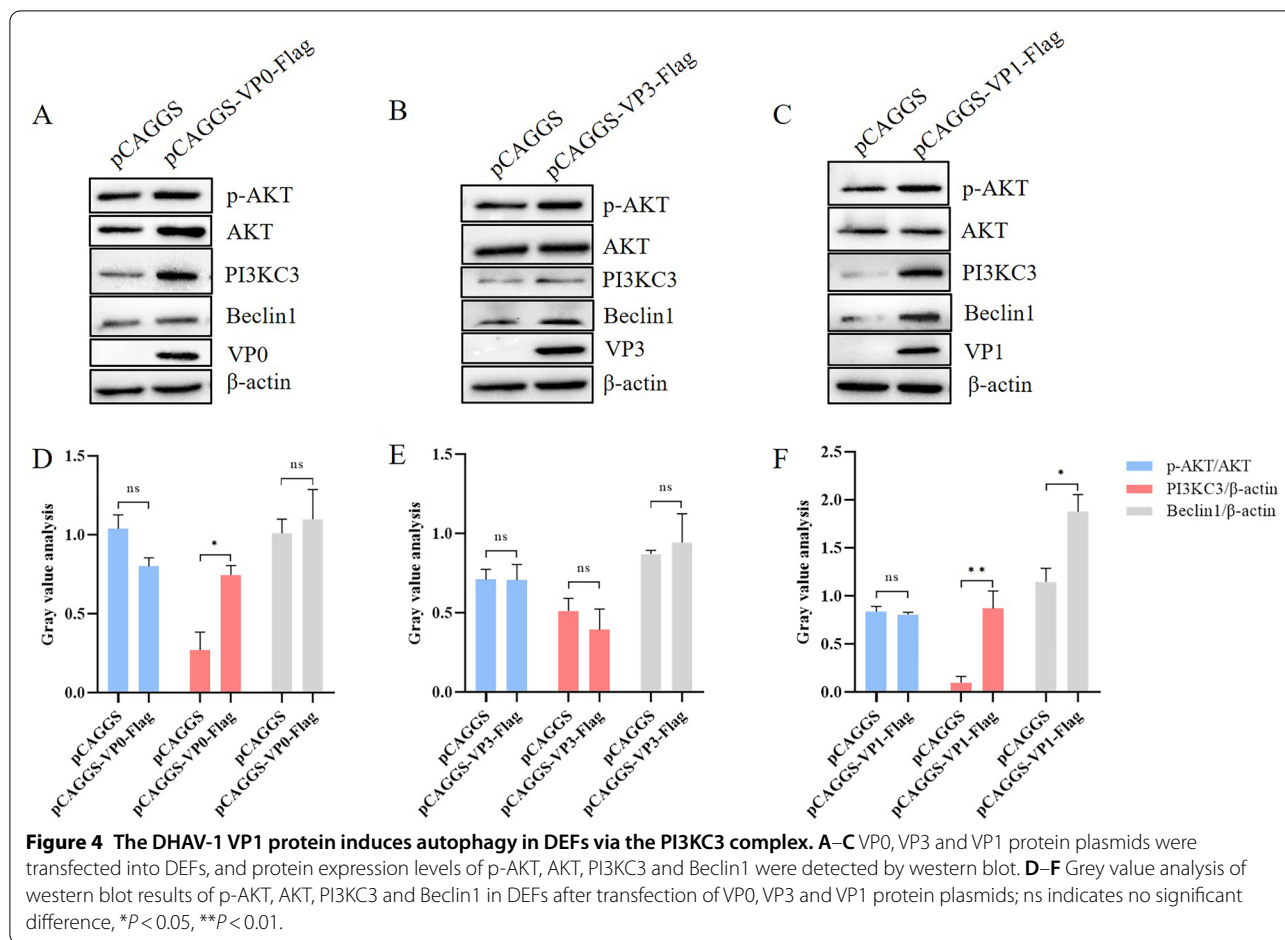 A
pCAGGS
pCAGGS-VP0-Flag
p-AKT
AKT
PI3KC3
Beclin1
VP0
β-actin
B
pCAGGS
pCAGGS-VP3-Flag
p-AKT
AKT
PI3KC3
Beclin1
VP3
β-actin
C
pCAGGS
pCAGGS-VP1-Flag
p-AKT
AKT
PI3KC3
Beclin1
VP1
β-actin
D
Gray value analysis
1.5
1.0
0.5
0.0
ns
*
ns
pCAGGS
pCAGGS-VP0-Flag
pCAGGS
pCAGGS-VP0-Flag
pCAGGS
pCAGGS-VP0-Flag
E
Gray value analysis
1.5
1.0
0.5
0.0
ns
ns
ns
pCAGGS
pCAGGS-VP3-Flag
pCAGGS
pCAGGS-VP3-Flag
pCAGGS
pCAGGS-VP3-Flag
F
Gray value analysis
2.5
2.0
1.5
1.0
0.5
0.0
ns
**
*
pCAGGS
pCAGGS-VP1-Flag
pCAGGS
pCAGGS-VP1-Flag
pCAGGS
pCAGGS-VP1-Flag
p-AKT/AKT
PI3KC3/β-actin
Beclin1/β-actin
Figure 4 The DHAV-1 VP1 protein induces autophagy in DEFs via the PI3KC3 complex. A–C VP0, VP3 and VP1 protein plasmids were
transfected into DEFs, and protein expression levels of p-AKT, AKT, PI3KC3 and Beclin1 were detected by western blot. D–F Grey value analysis of
western blot results of p-AKT, AKT, PI3KC3 and Beclin1 in DEFs after transfection of VP0, VP3 and VP1 protein plasmids; ns indicates no significant
difference, *P < 0.05, **P < 0.01.